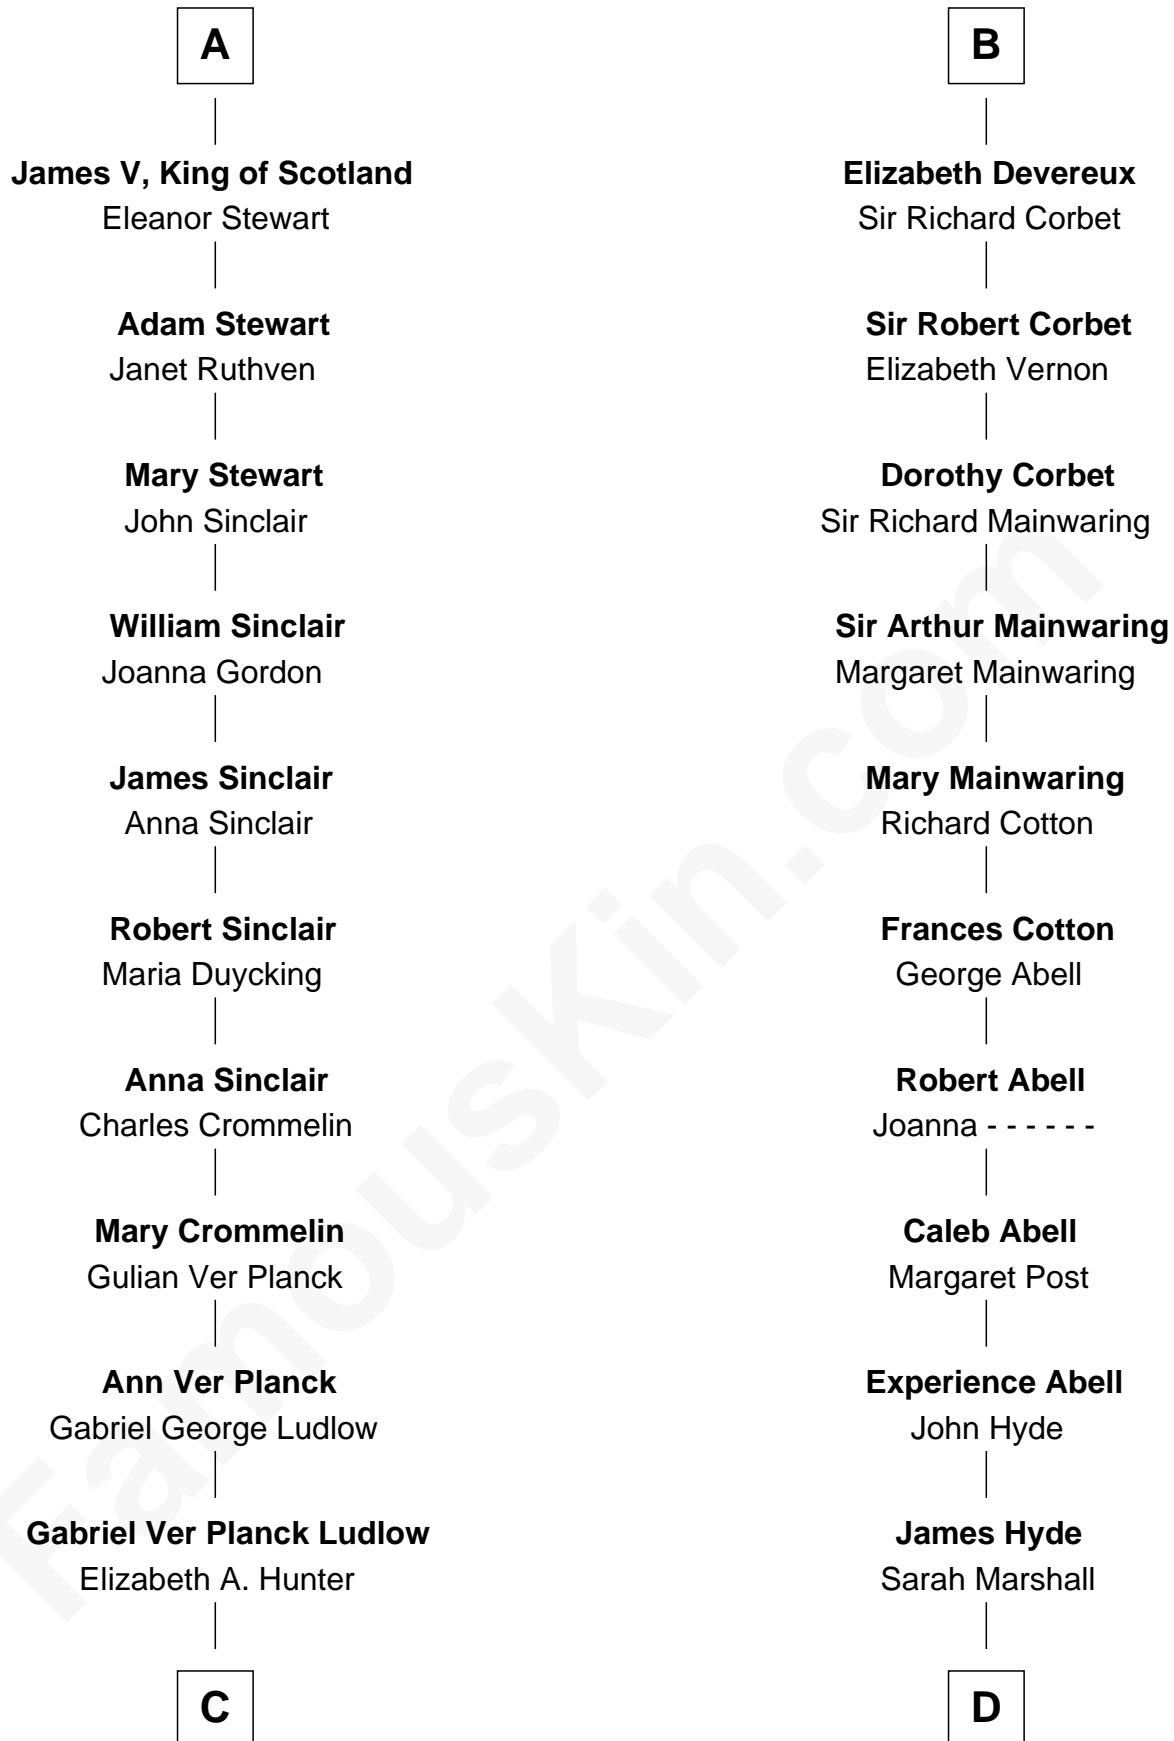 A
James V, King of Scotland
Eleanor Stewart
Adam Stewart
Janet Ruthven
Mary Stewart
John Sinclair
William Sinclair
Joanna Gordon
James Sinclair
Anna Sinclair
Robert Sinclair
Maria Duycking
Anna Sinclair
Charles Crommelin
Mary Crommelin
Gulian Ver Planck
Ann Ver Planck
Gabriel George Ludlow
Gabriel Ver Planck Ludlow
Elizabeth A. Hunter
C
B
Elizabeth Devereux
Sir Richard Corbet
Sir Robert Corbet
Elizabeth Vernon
Dorothy Corbet
Sir Richard Mainwaring
Sir Arthur Mainwaring
Margaret Mainwaring
Mary Mainwaring
Richard Cotton
Frances Cotton
George Abell
Robert Abell
Joanna - - - - - -
Caleb Abell
Margaret Post
Experience Abell
John Hyde
James Hyde
Sarah Marshall
D
FamousKin.com